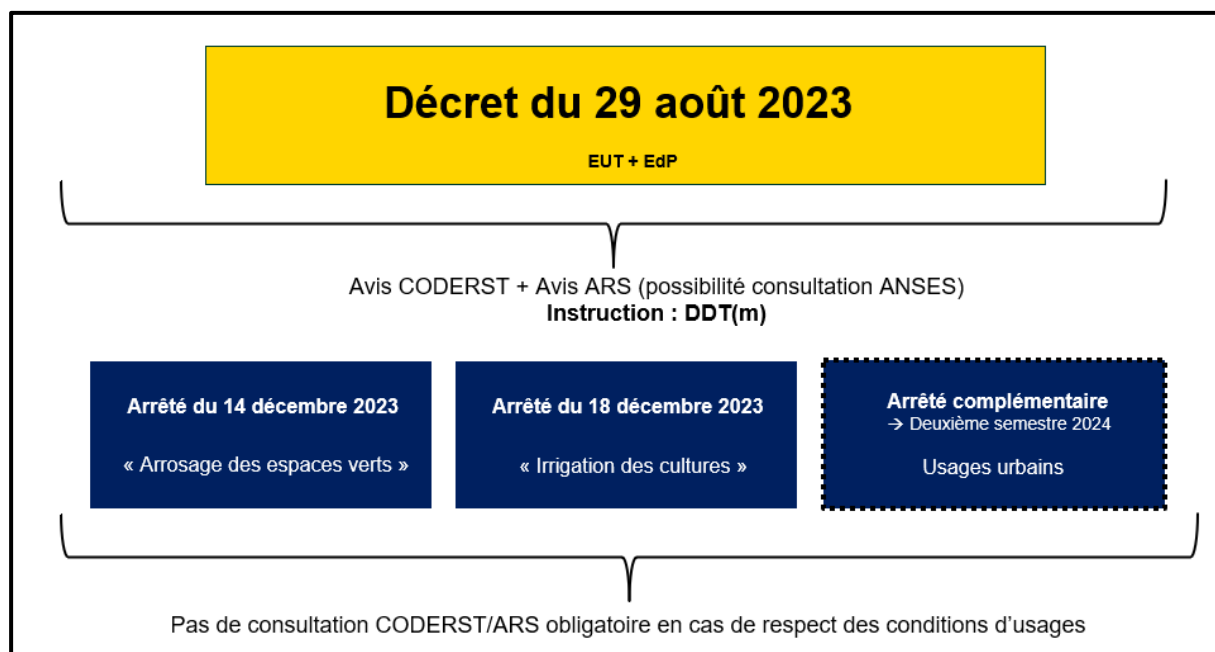 Décret du 29 août 2023
EUT + EdP
Avis CODERST + Avis ARS (possibilité consultation ANSES)
Instruction : DDT(m)
Arrêté du 14 décembre 2023
« Arrosage des espaces verts »
Arrêté du 18 décembre 2023
« Irrigation des cultures »
Arrêté complémentaire
→ Deuxième semestre 2024
Usages urbains
Pas de consultation CODERST/ARS obligatoire en cas de respect des conditions d’usages